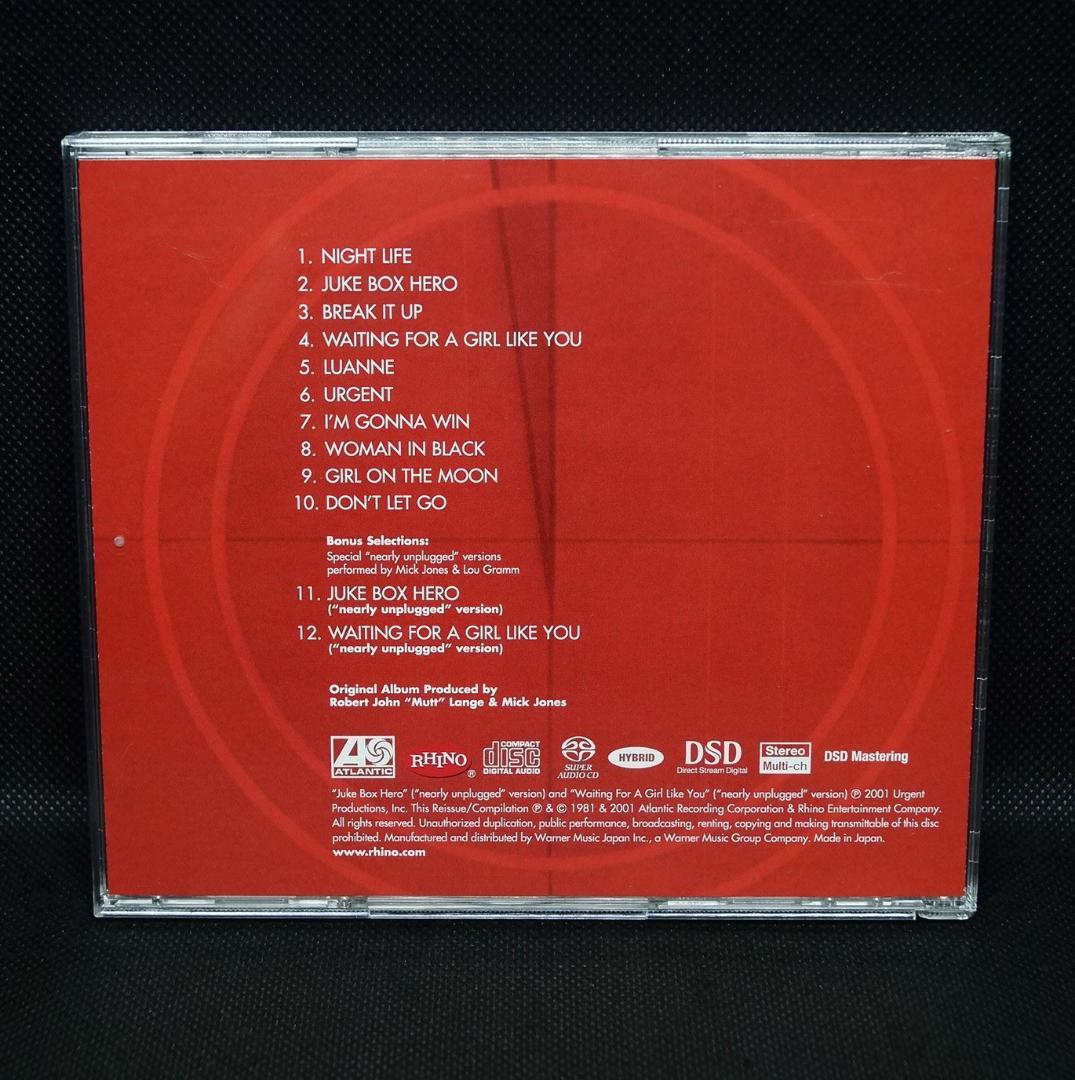 1. NIGHT LIFE
2. JUKE BOX HERO
3. BREAK IT UP
4. WAITING FOR A GIRL LIKE YOU
5. LUANNE
6. URGENT
7. I'M GONNA WIN
8. WOMAN IN BLACK
9. GIRL ON THE MOON
10. DON'T LET GO
Bonus Selections:
Special "nearly unplugged" versions
performed by Mick Jones & Lou Gramm
11. JUKE BOX HERO
("nearly unplugged" version)
12. WAITING FOR A GIRL LIKE YOU
("nearly unplugged" version)
Original Album Produced by
Robert John "Mutt" Lange & Mick Jones
ATLANTIC RHINO ® COMPACT disc DIGITAL AUDIO SUPER AUDIO CD HYBRID DSD Direct Stream Digital Stereo Multi-ch DSD Mastering
"Juke Box Hero" ("nearly unplugged" version) and "Waiting For A Girl Like You" ("nearly unplugged" version) ℗ 2001 Urgent
Productions, Inc. This Reissue/Compilation ℗ & © 1981 & 2001 Atlantic Recording Corporation & Rhino Entertainment Company.
All rights reserved. Unauthorized duplication, public performance, broadcasting, renting, copying and making transmittable of this disc
prohibited. Manufactured and distributed by Warner Music Japan Inc., a Warner Music Group Company. Made in Japan.
www.rhino.com